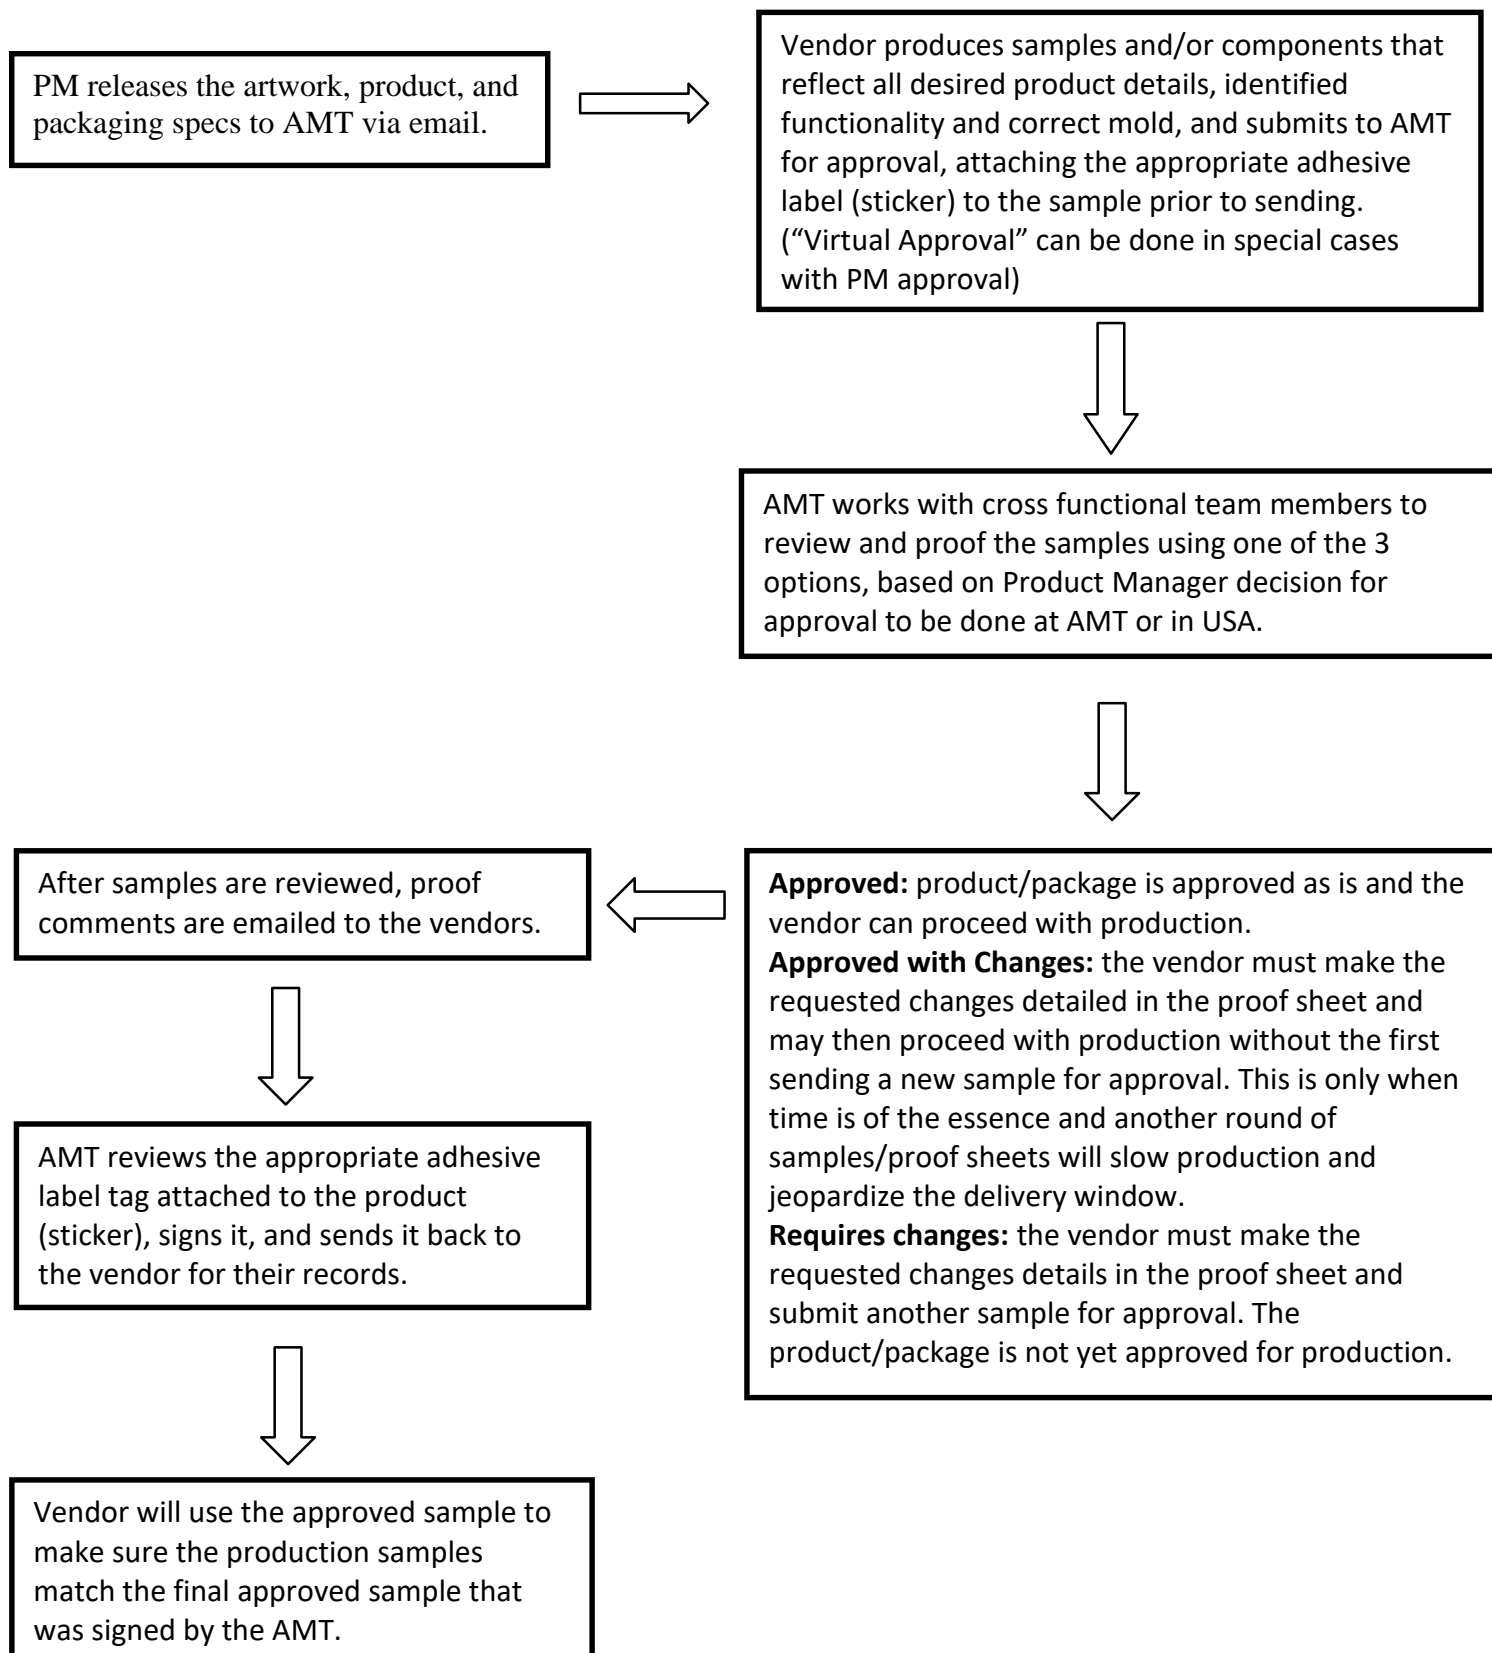 PM releases the artwork, product, and
packaging specs to AMT via email.
Vendor produces samples and/or components that
reflect all desired product details, identified
functionality and correct mold, and submits to AMT
for approval, attaching the appropriate adhesive
label (sticker) to the sample prior to sending.
(“Virtual Approval” can be done in special cases
with PM approval)
AMT works with cross functional team members to
review and proof the samples using one of the 3
options, based on Product Manager decision for
approval to be done at AMT or in USA.
Approved: product/package is approved as is and the
vendor can proceed with production.
Approved with Changes: the vendor must make the
requested changes detailed in the proof sheet and
may then proceed with production without the first
sending a new sample for approval. This is only when
time is of the essence and another round of
samples/proof sheets will slow production and
jeopardize the delivery window.
Requires changes: the vendor must make the
requested changes details in the proof sheet and
submit another sample for approval. The
product/package is not yet approved for production.
After samples are reviewed, proof
comments are emailed to the vendors.
AMT reviews the appropriate adhesive
label tag attached to the product
(sticker), signs it, and sends it back to
the vendor for their records.
Vendor will use the approved sample to
make sure the production samples
match the final approved sample that
was signed by the AMT.